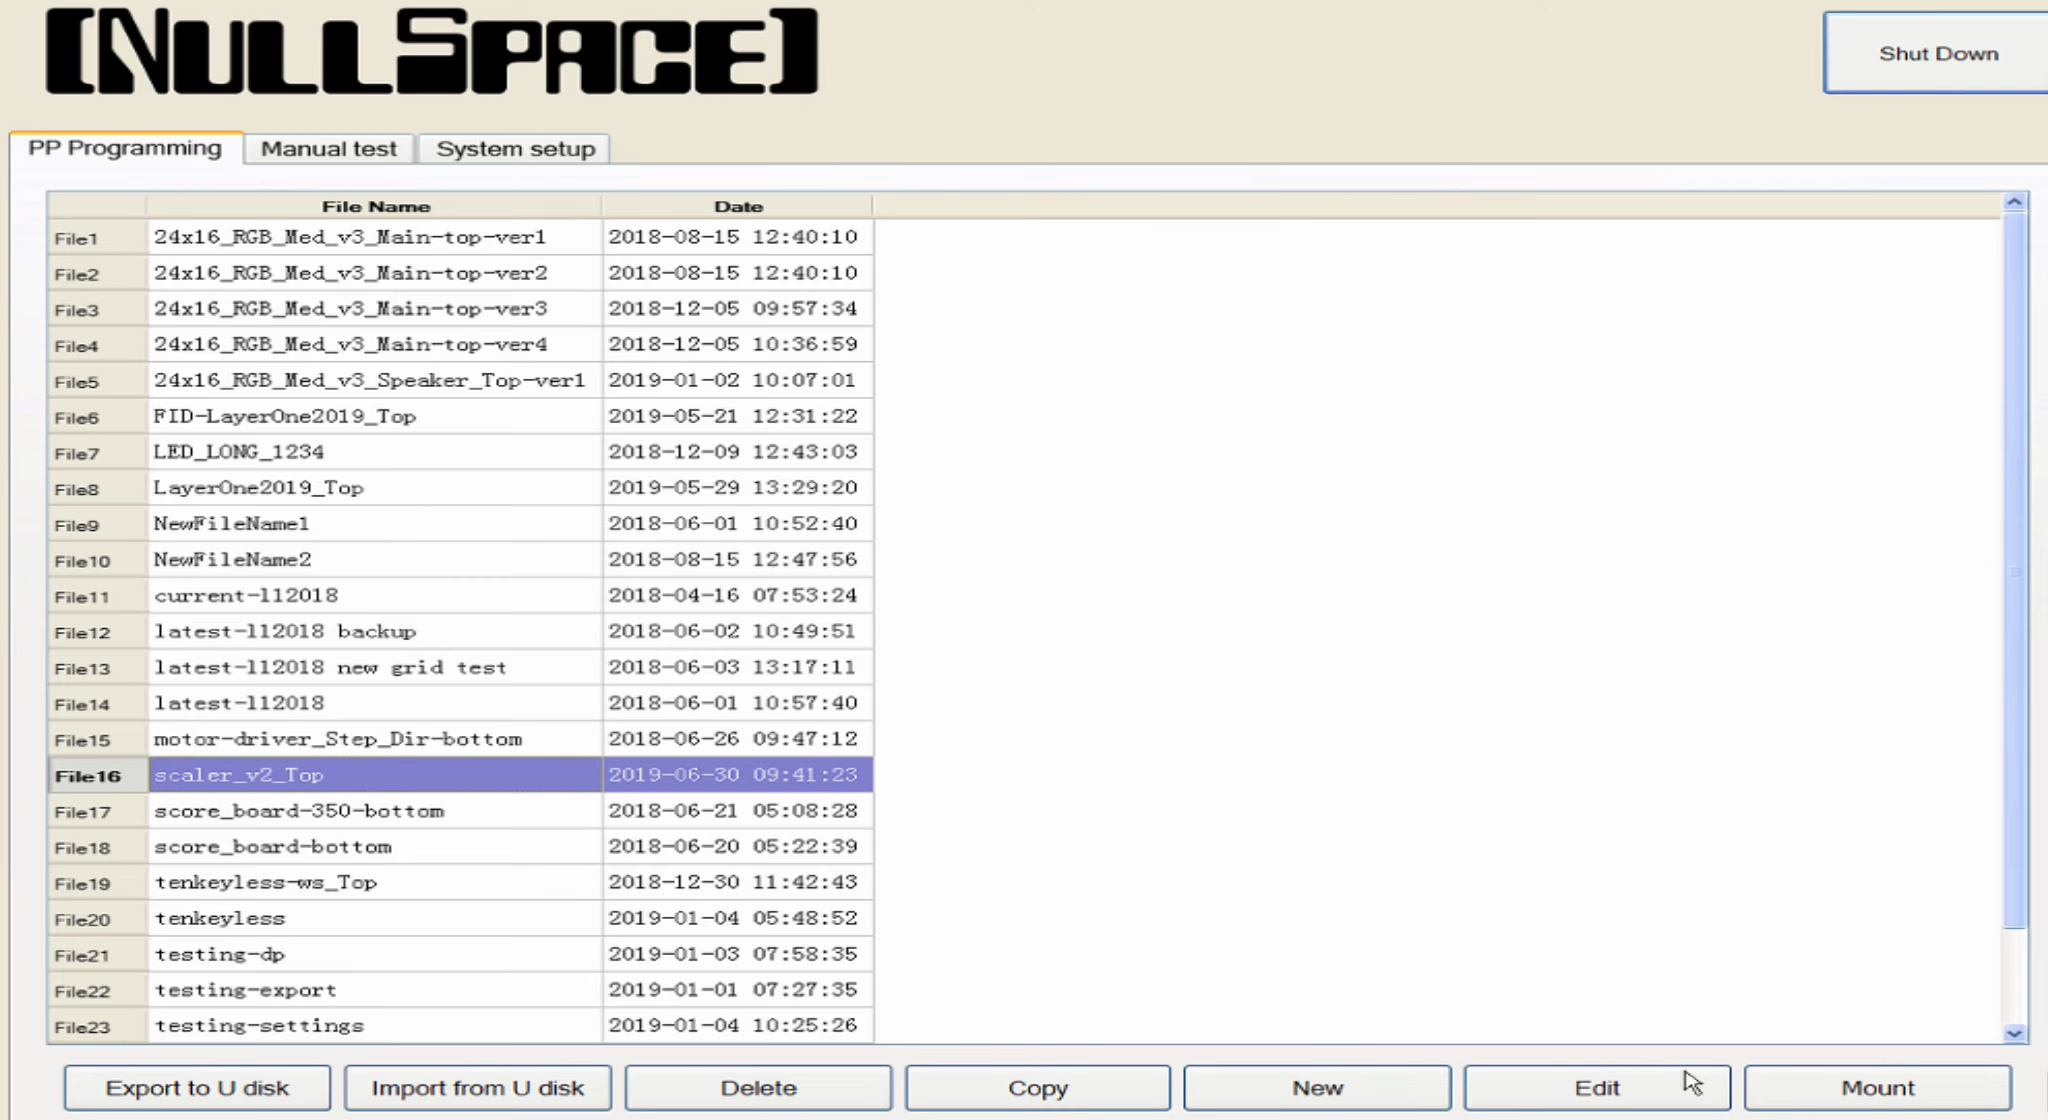 [NULLSPACE]
Shut Down
PP Programming Manual test System setup
File Name Date
File1 24x16_RGB_Med_v3_Main-top-ver1 2018-08-15 12:40:10
File2 24x16_RGB_Med_v3_Main-top-ver2 2018-08-15 12:40:10
File3 24x16_RGB_Med_v3_Main-top-ver3 2018-12-05 09:57:34
File4 24x16_RGB_Med_v3_Main-top-ver4 2018-12-05 10:36:59
File5 24x16_RGB_Med_v3_Speaker_Top-ver1 2019-01-02 10:07:01
File6 FID-LayerOne2019_Top 2019-05-21 12:31:22
File7 LED_LONG_1234 2018-12-09 12:43:03
File8 LayerOne2019_Top 2019-05-29 13:29:20
File9 NewFileName1 2018-06-01 10:52:40
File10 NewFileName2 2018-08-15 12:47:56
File11 current-l12018 2018-04-16 07:53:24
File12 latest-l12018 backup 2018-06-02 10:49:51
File13 latest-l12018 new grid test 2018-06-03 13:17:11
File14 latest-l12018 2018-06-01 10:57:40
File15 motor-driver_Step_Dir-bottom 2018-06-26 09:47:12
File16 scaler_v2_Top 2019-06-30 09:41:23
File17 score_board-350-bottom 2018-06-21 05:08:28
File18 score_board-bottom 2018-06-20 05:22:39
File19 tenkeyless-ws_Top 2018-12-30 11:42:43
File20 tenkeyless 2019-01-04 05:48:52
File21 testing-dp 2019-01-03 07:58:35
File22 testing-export 2019-01-01 07:27:35
File23 testing-settings 2019-01-04 10:25:26
Export to U disk Import from U disk Delete Copy New Edit Mount